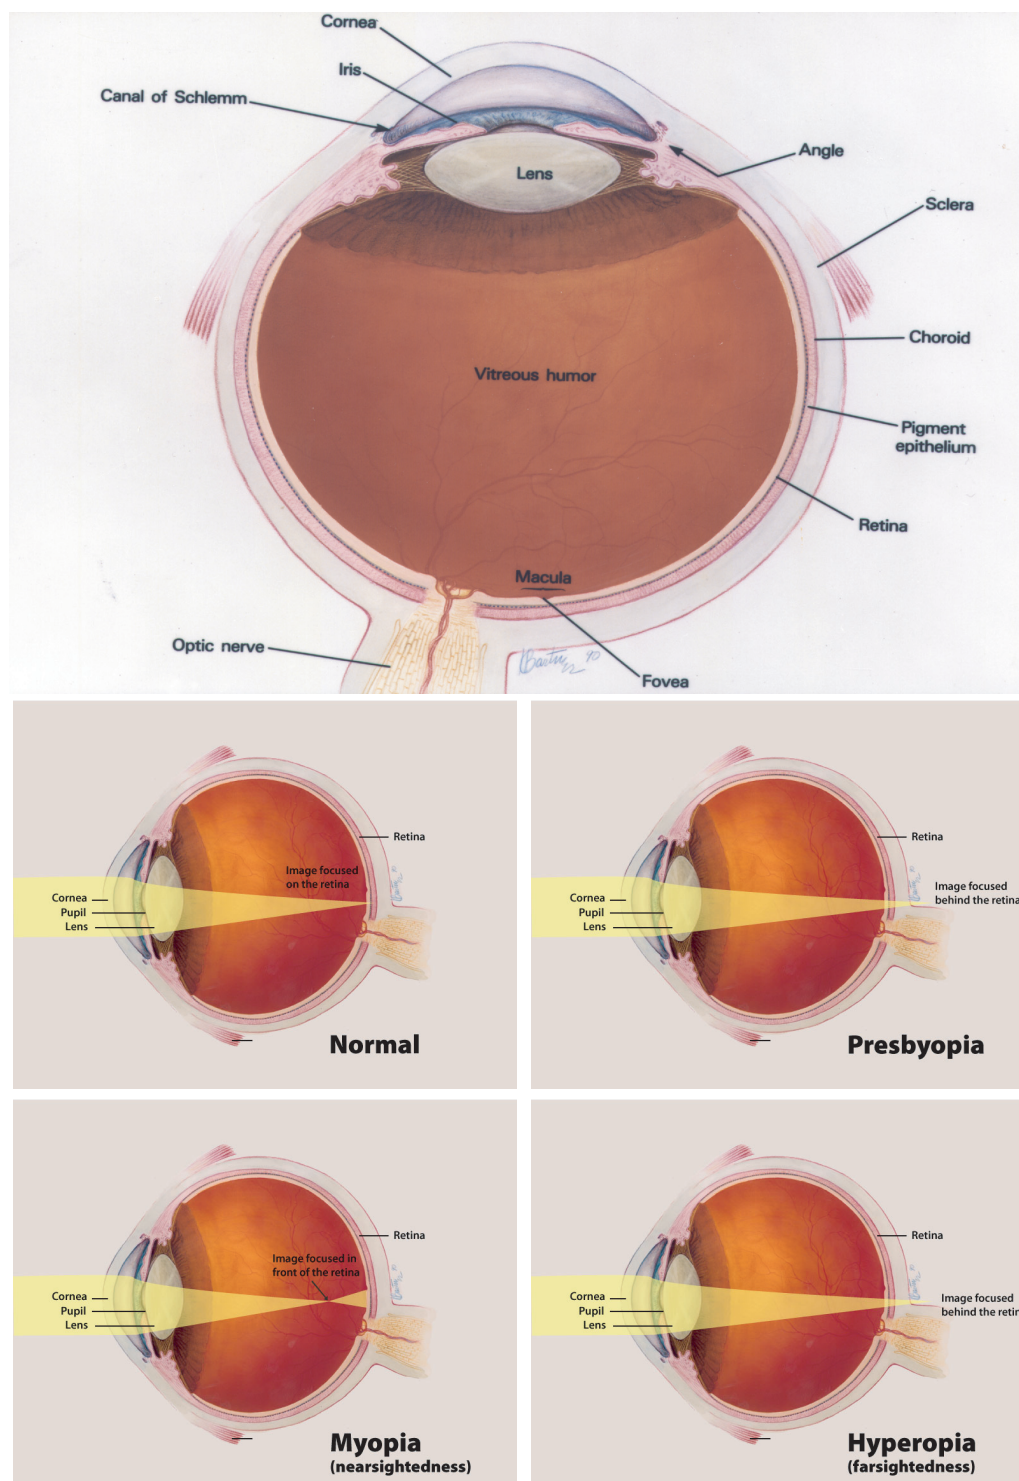 Cornea
Iris
Canal of Schlemm
Angle
Lens
Sclera
Choroid
Vitreous humor
Pigment
epithelium
Retina
Macula
Optic nerve
Fovea
90
Retina
Image focused
on the retina
Cornea
Pupil
Lens
Normal
Retina
Image focused
behind the retina
Cornea
Pupil
Lens
Presbyopia
Retina
Image focused in
front of the retina
Cornea
Pupil
Lens
Myopia
(nearsightedness)
Retina
Image focused
behind the retin
Cornea
Pupil
Lens
Hyperopia
(farsightedness)